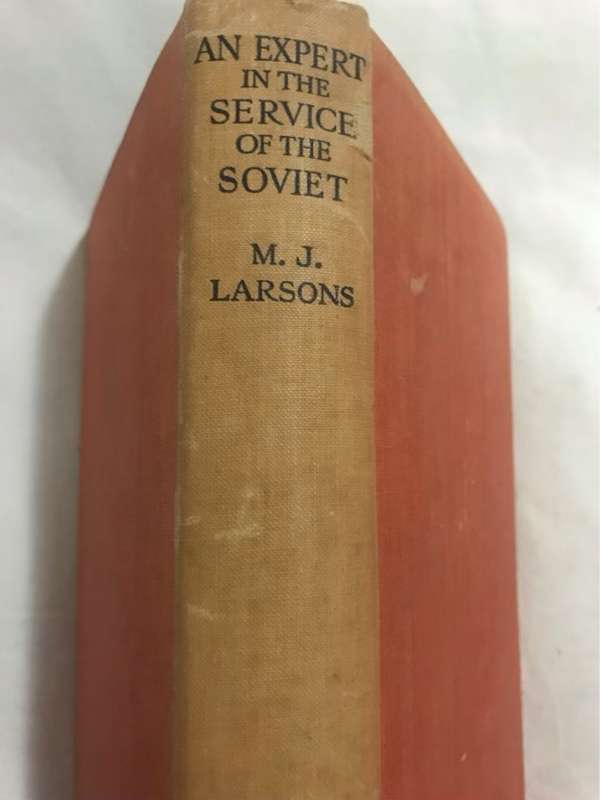 AN EXPERT
IN THE
SERVICE
OF THE
SOVIET
M. J.
LARSONS